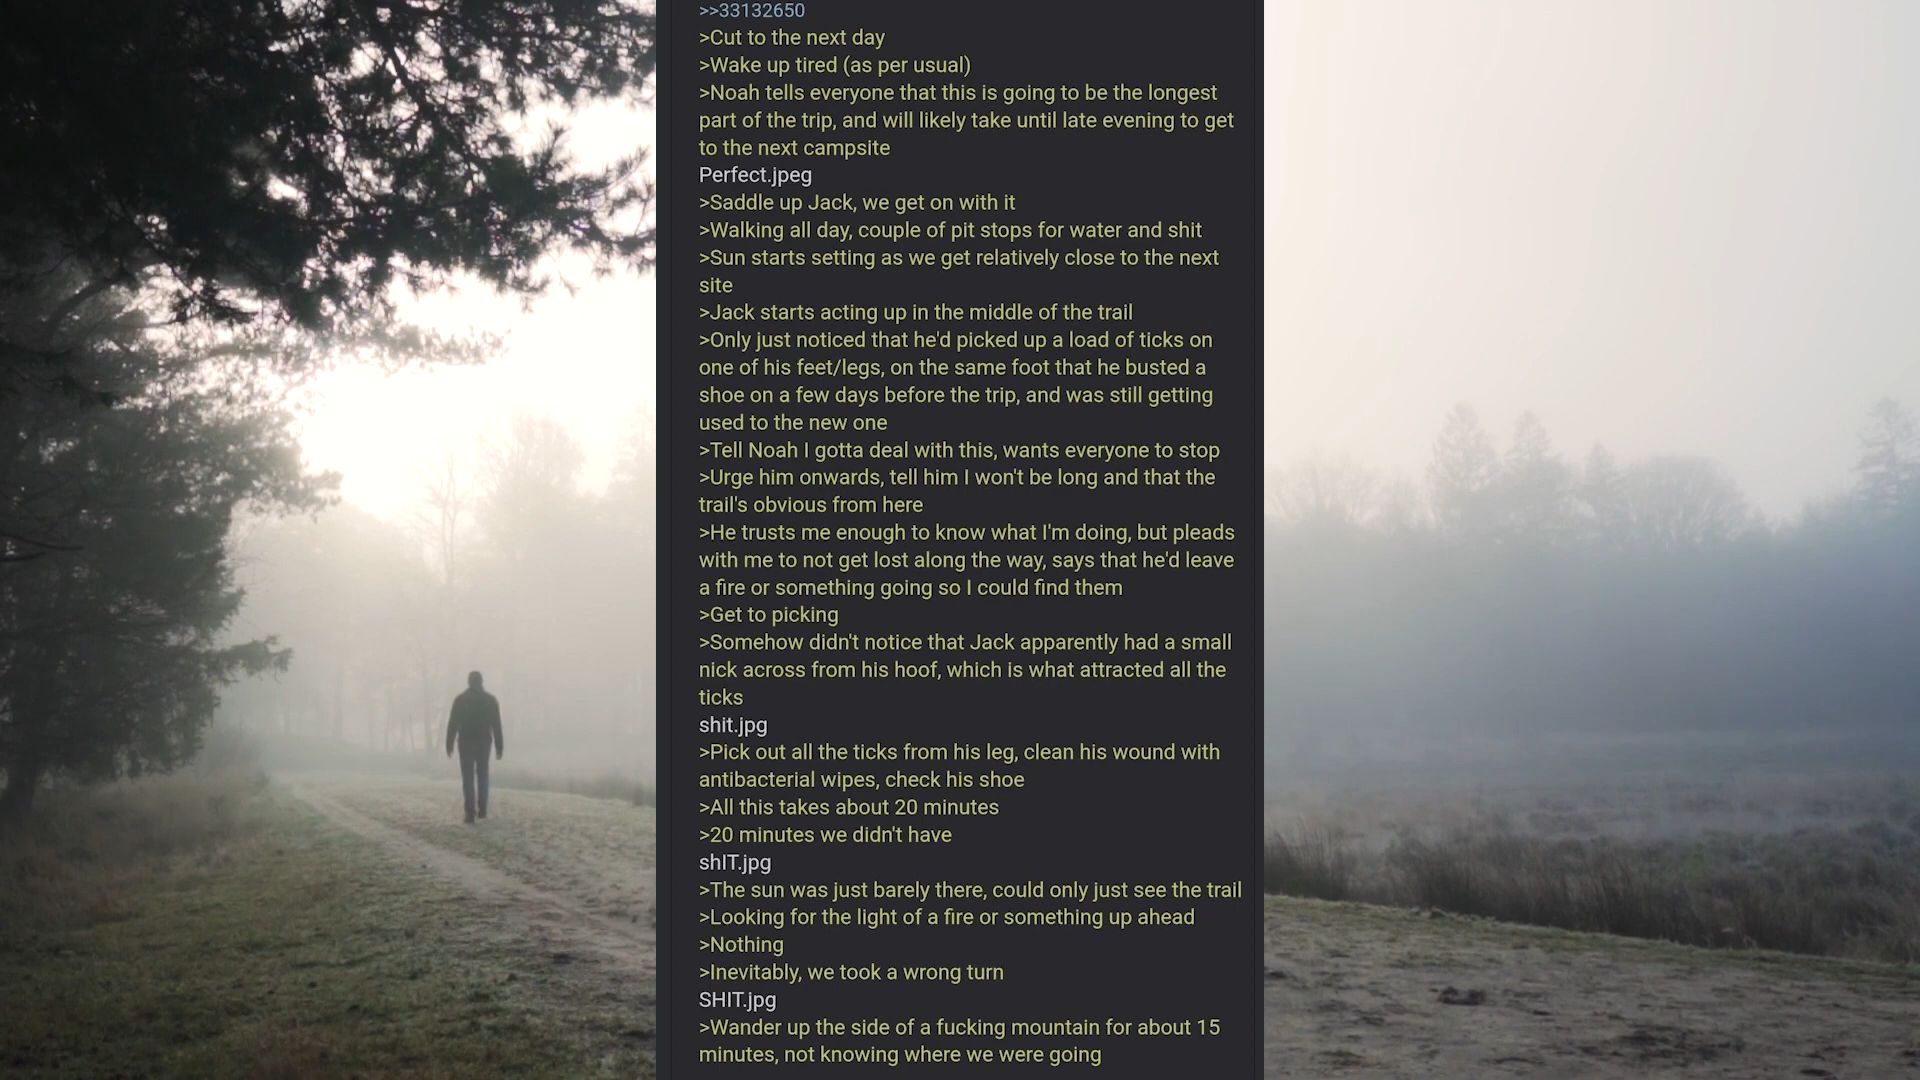 >>33132650
>Cut to the next day
>Wake up tired (as per usual)
>Noah tells everyone that this is going to be the longest
part of the trip, and will likely take until late evening to get
to the next campsite
Perfect.jpeg
>Saddle up Jack, we get on with it
>Walking all day, couple of pit stops for water and shit
>Sun starts setting as we get relatively close to the next
site
>Jack starts acting up in the middle of the trail
>Only just noticed that he'd picked up a load of ticks on
one of his feet/legs, on the same foot that he busted a
shoe on a few days before the trip, and was still getting
used to the new one
>Tell Noah I gotta deal with this, wants everyone to stop
>Urge him onwards, tell him I won't be long and that the
trail's obvious from here
>He trusts me enough to know what I'm doing, but pleads
with me to not get lost along the way, says that he'd leave
a fire or something going so I could find them
>Get to picking
>Somehow didn't notice that Jack apparently had a small
nick across from his hoof, which is what attracted all the
ticks
shit.jpg
>Pick out all the ticks from his leg, clean his wound with
antibacterial wipes, check his shoe
>All this takes about 20 minutes
>20 minutes we didn't have
shIT.jpg
>The sun was just barely there, could only just see the trail
>Looking for the light of a fire or something up ahead
>Nothing
>Inevitably, we took a wrong turn
SHIT.jpg
>Wander up the side of a fucking mountain for about 15
minutes, not knowing where we were going